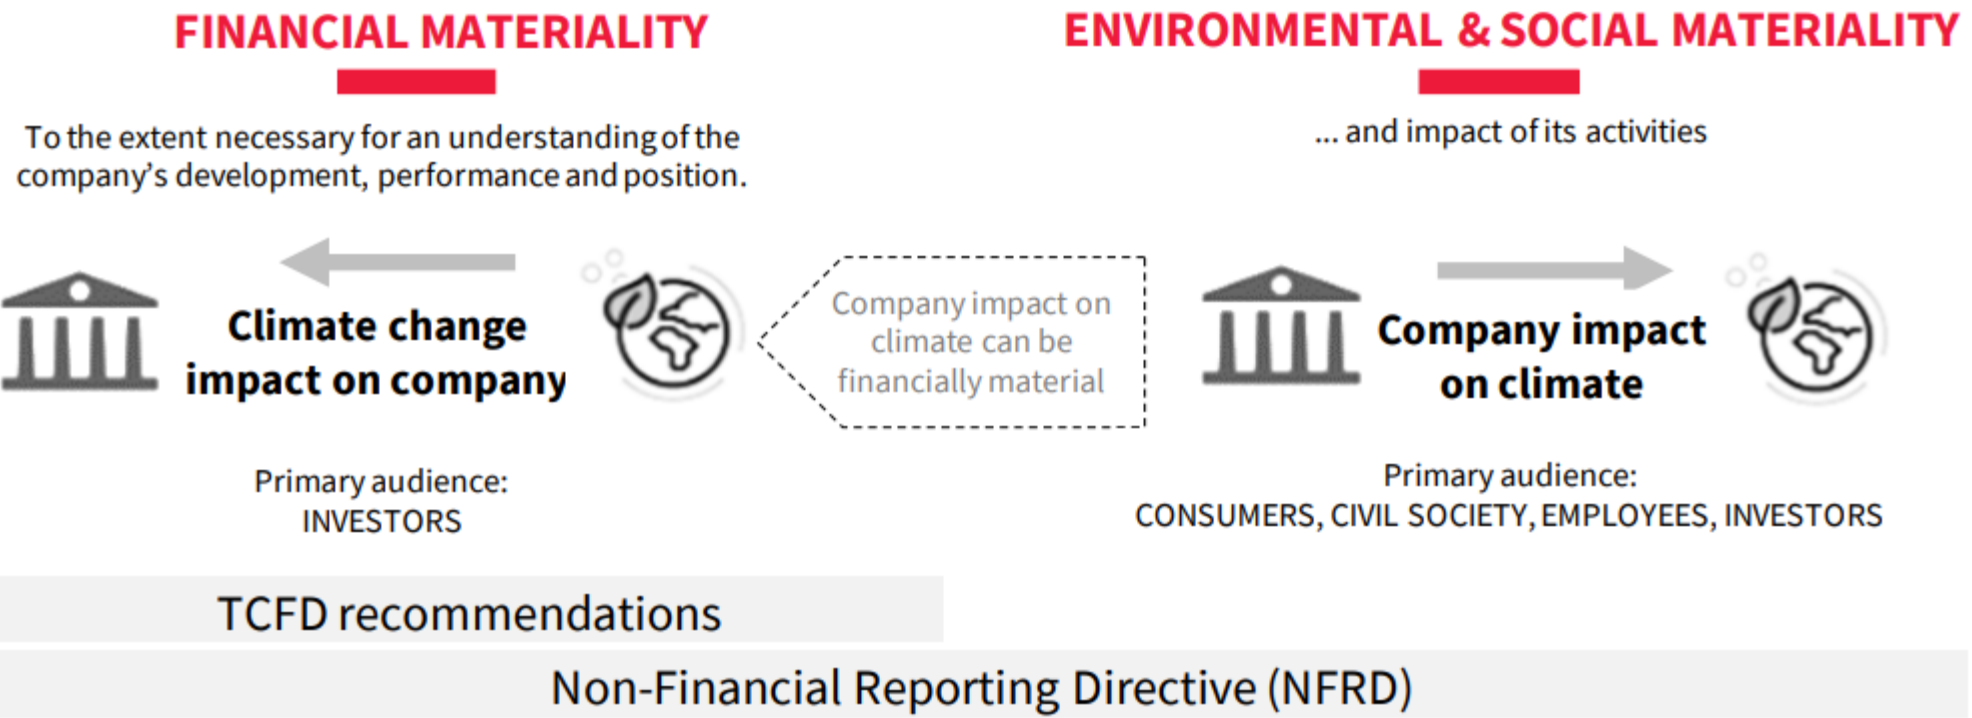 FINANCIAL MATERIALITY
To the extent necessary for an understanding of the
company's development, performance and position.
Climate change
impact on company
Primary audience:
INVESTORS
Company impact on
climate can be
financially material
ENVIRONMENTAL & SOCIAL MATERIALITY
... and impact of its activities
Company impact
on climate
Primary audience:
CONSUMERS, CIVIL SOCIETY, EMPLOYEES, INVESTORS
TCFD recommendations
Non-Financial Reporting Directive (NFRD)